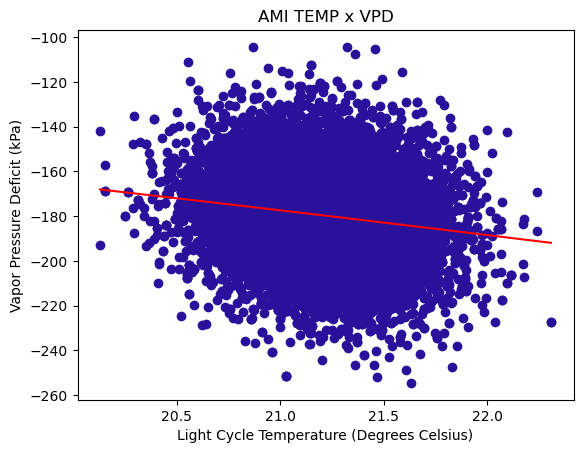 AMI TEMP x VPD
−100
−120
−140
−160
−180
−200
−220
−240
−260
Vapor Pressure Deficit (kPa)
20.5 21.0 21.5 22.0
Light Cycle Temperature (Degrees Celsius)